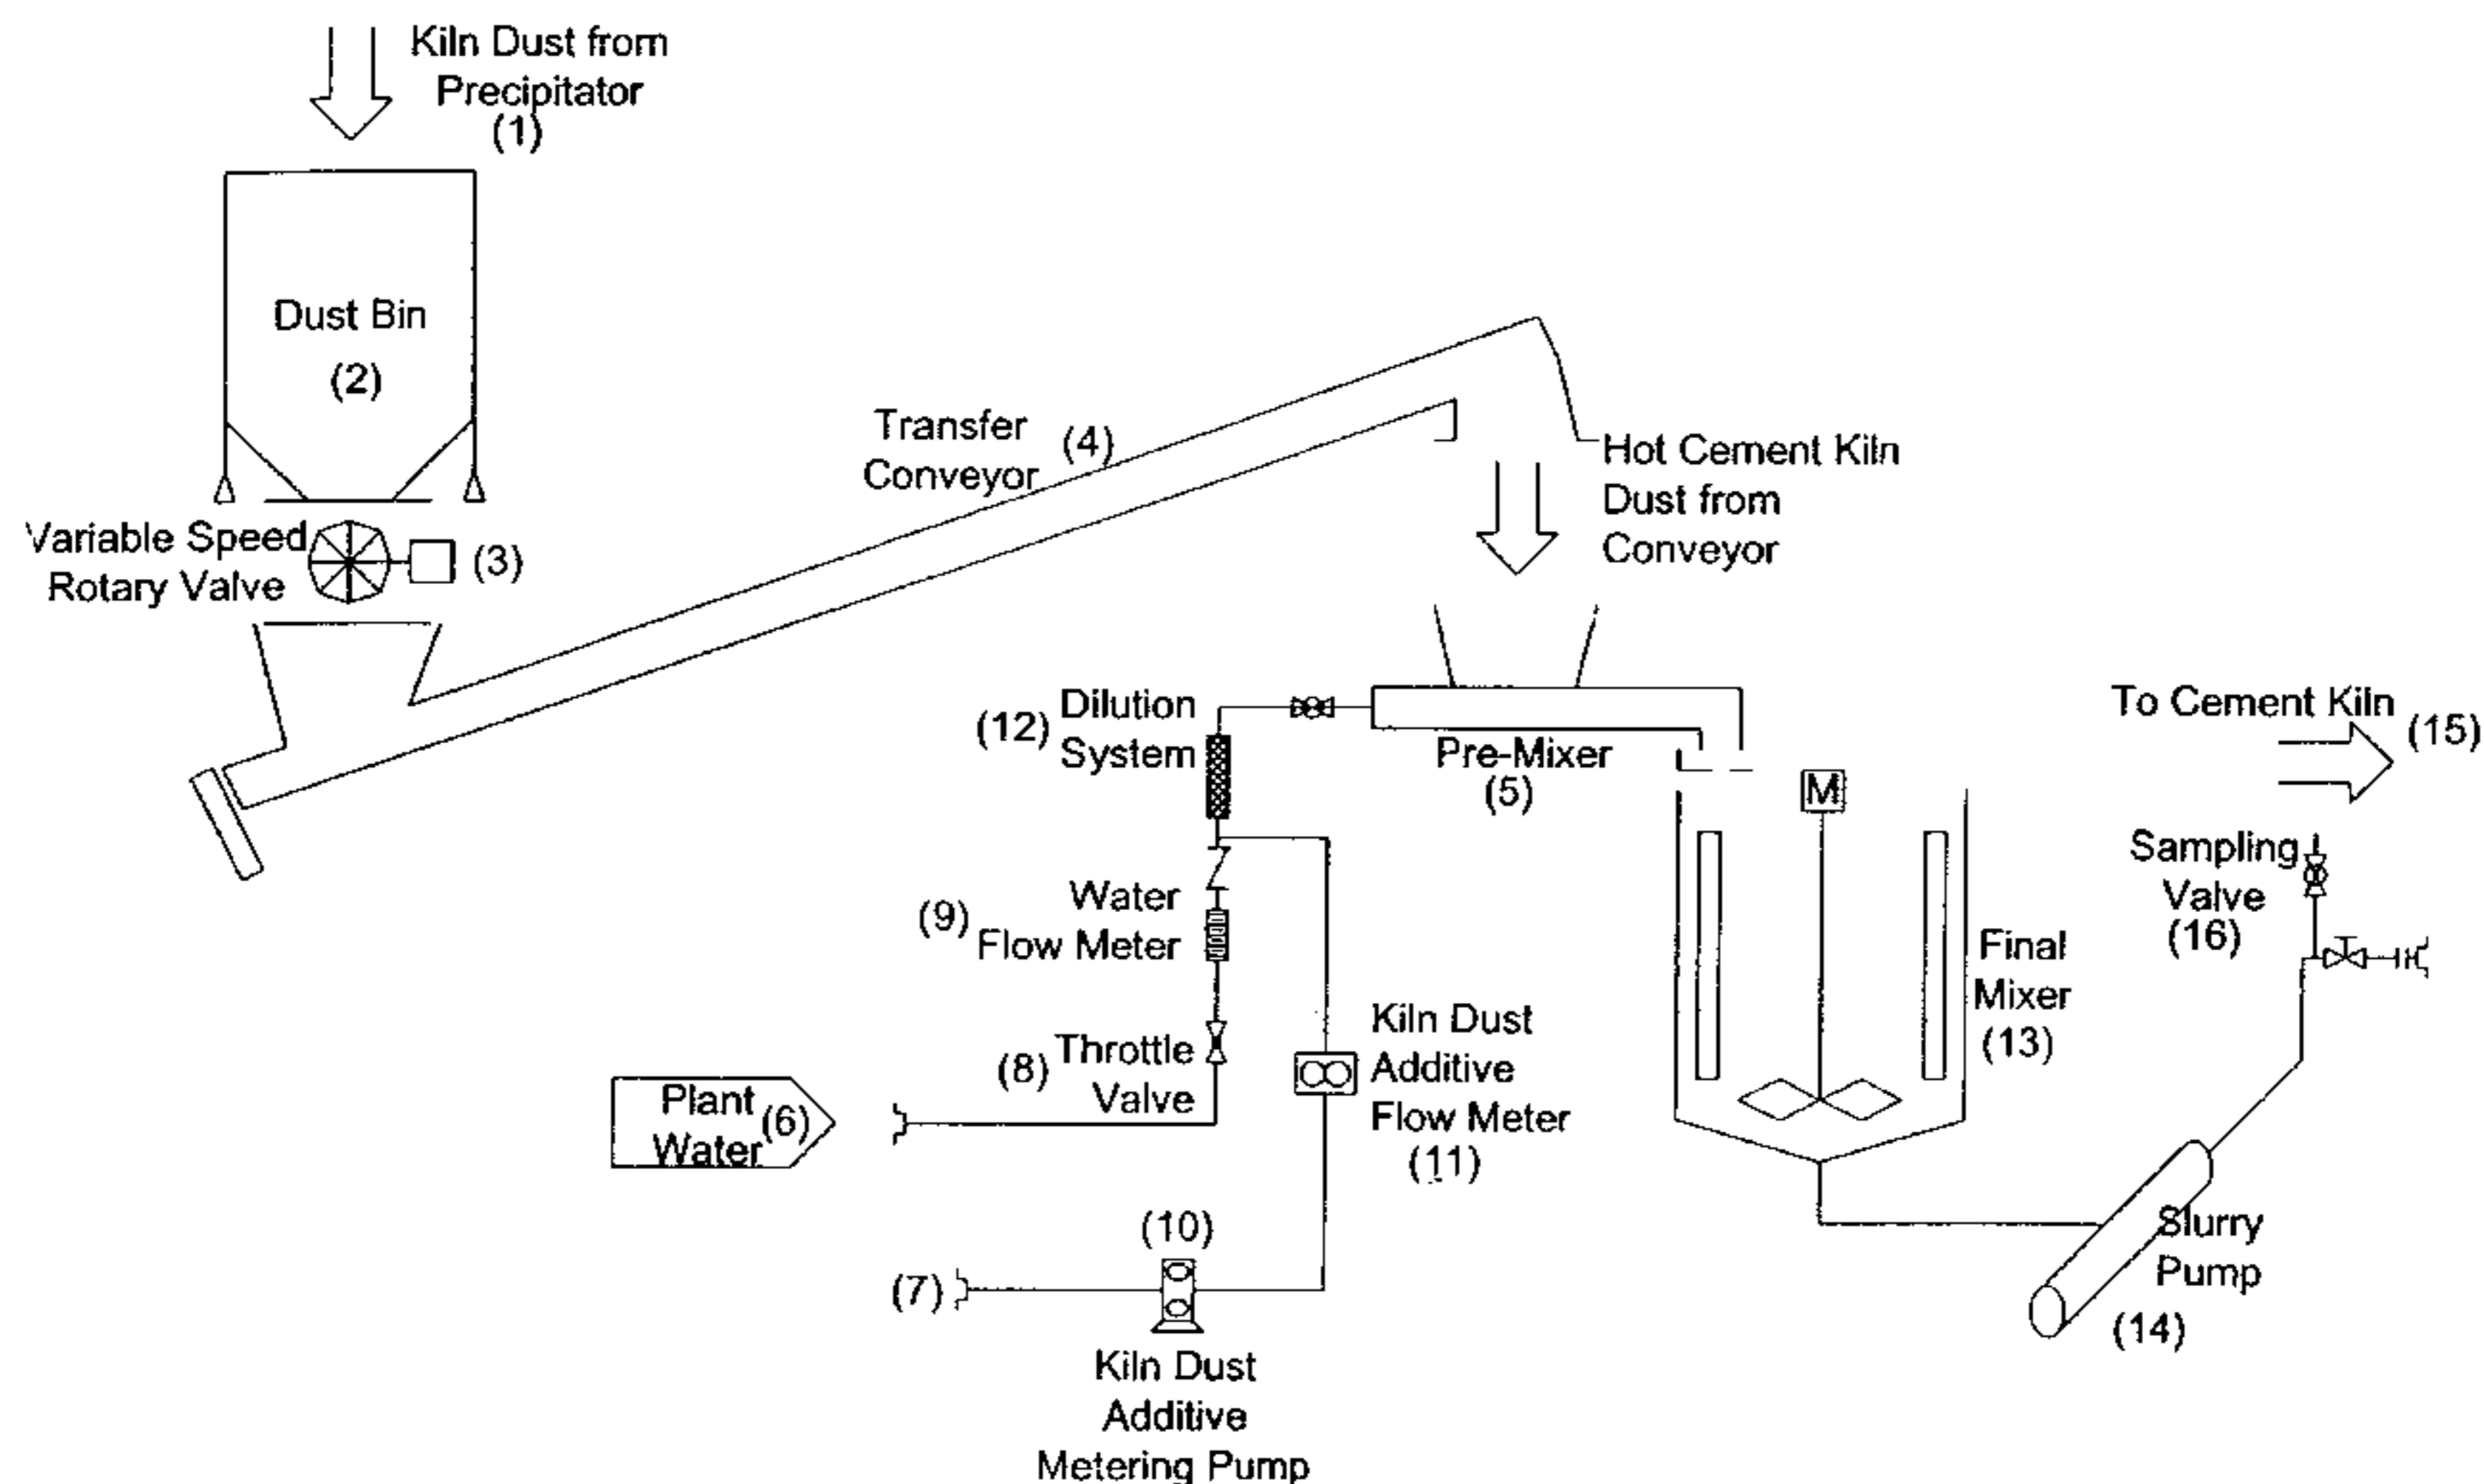 Kiln Dust from
Precipitator
(1)
Dust Bin
(2)
Variable Speed
Rotary Valve
(3)
Transfer
Conveyor
(4)
Hot Cement Kiln
Dust from
Conveyor
(12)
Dilution
System
Pre-Mixer
(5)
To Cement Kiln
(15)
M
Sampling
Valve
(16)
(9)
Water
Flow Meter
Final
Mixer
(13)
(8)
Throttle
Valve
Kiln Dust
Additive
Flow Meter
(11)
Plant
Water
(6)
(10)
(7)
Slurry
Pump
(14)
Kiln Dust
Additive
Metering Pump